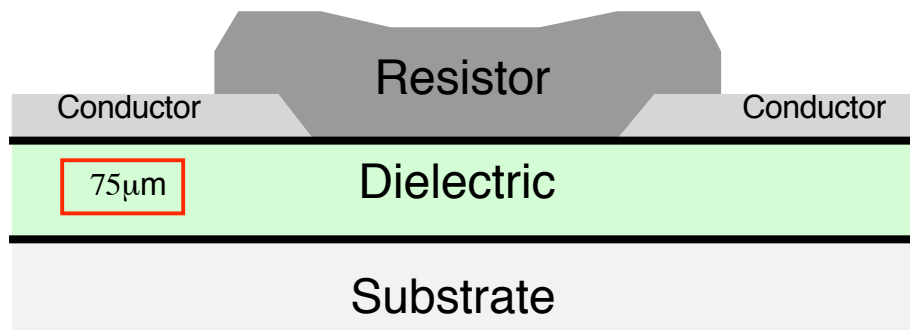 Resistor
Conductor
Conductor
75μm
Dielectric
Substrate